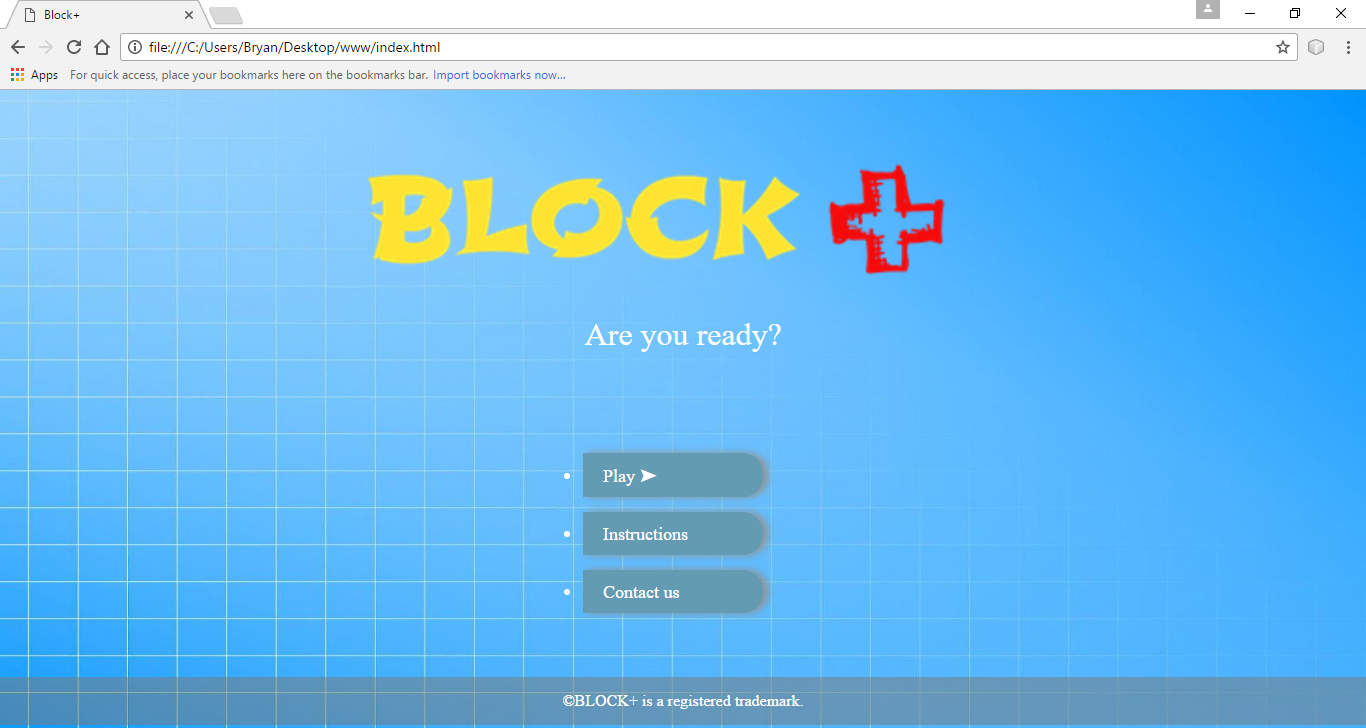 Block+
file:///C:/Users/Bryan/Desktop/www/index.html
Apps For quick access, place your bookmarks here on the bookmarks bar. Import bookmarks now...
BLOCK +
Are you ready?
• Play ➤
• Instructions
• Contact us
©BLOCK+ is a registered trademark.